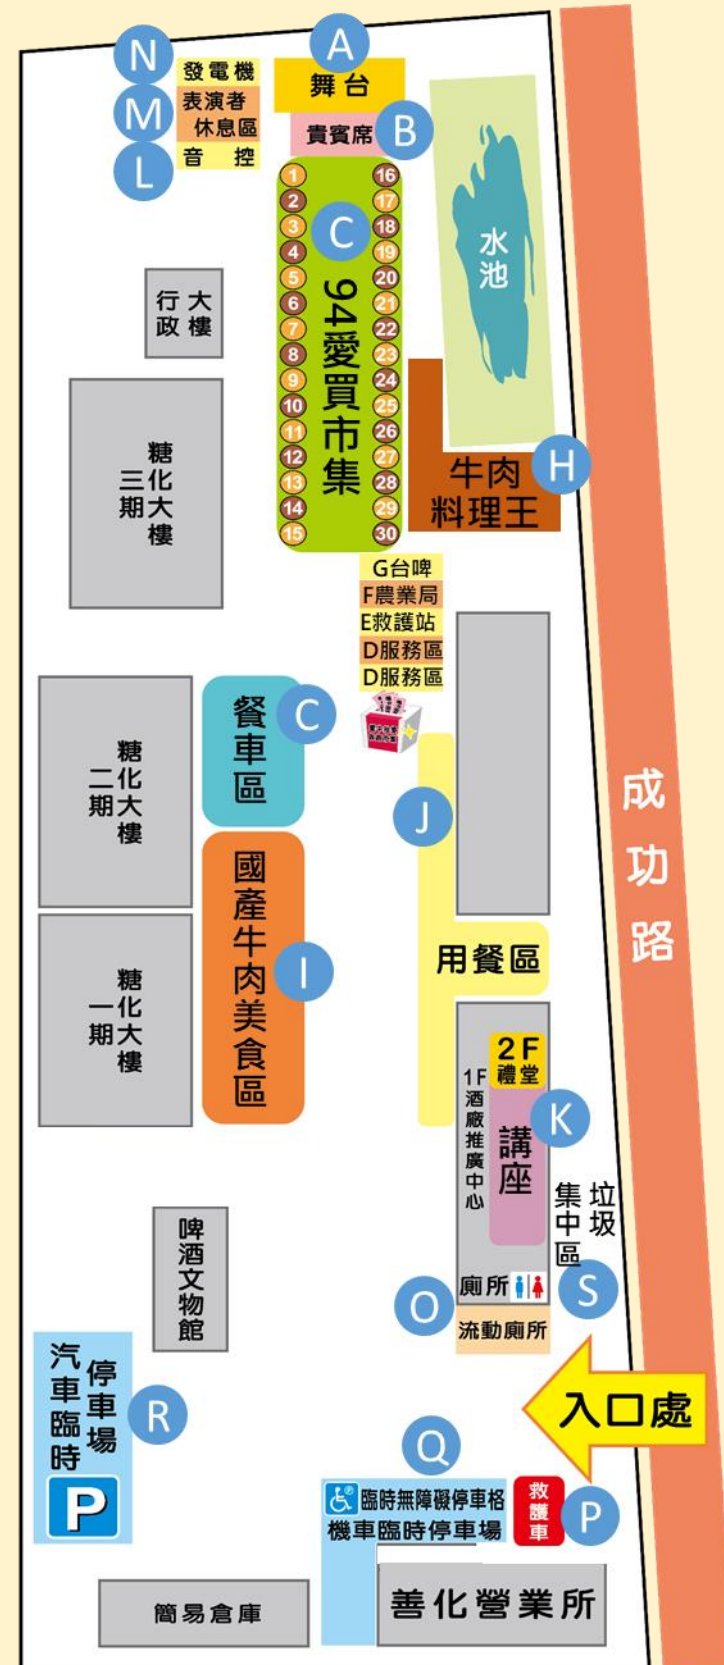 N
發電機
A
舞台
M
表演者
休息區
L
音控
貴賓席
B
1
2
3
4
5
6
7
8
9
10
11
12
13
14
15
C
94愛買市集
16
17
18
19
20
21
22
23
24
25
26
27
28
29
30
水池
行政
大樓
糖化大樓
三期
牛肉
料理王
H
G台啤
F農業局
E救護站
D服務區
D服務區
糖化大樓
二期
餐車區
C
J
成功路
國產牛肉美食區
I
用餐區
糖化大樓
一期
2F
禮堂
1F酒廠推廣中心
講座
K
垃圾
集中區
S
啤酒文物館
廁所
O
流動廁所
汽車臨時
停車場
P
R
入口處
Q
臨時無障礙停車格
機車臨時停車場
救護車
P
簡易倉庫
善化營業所